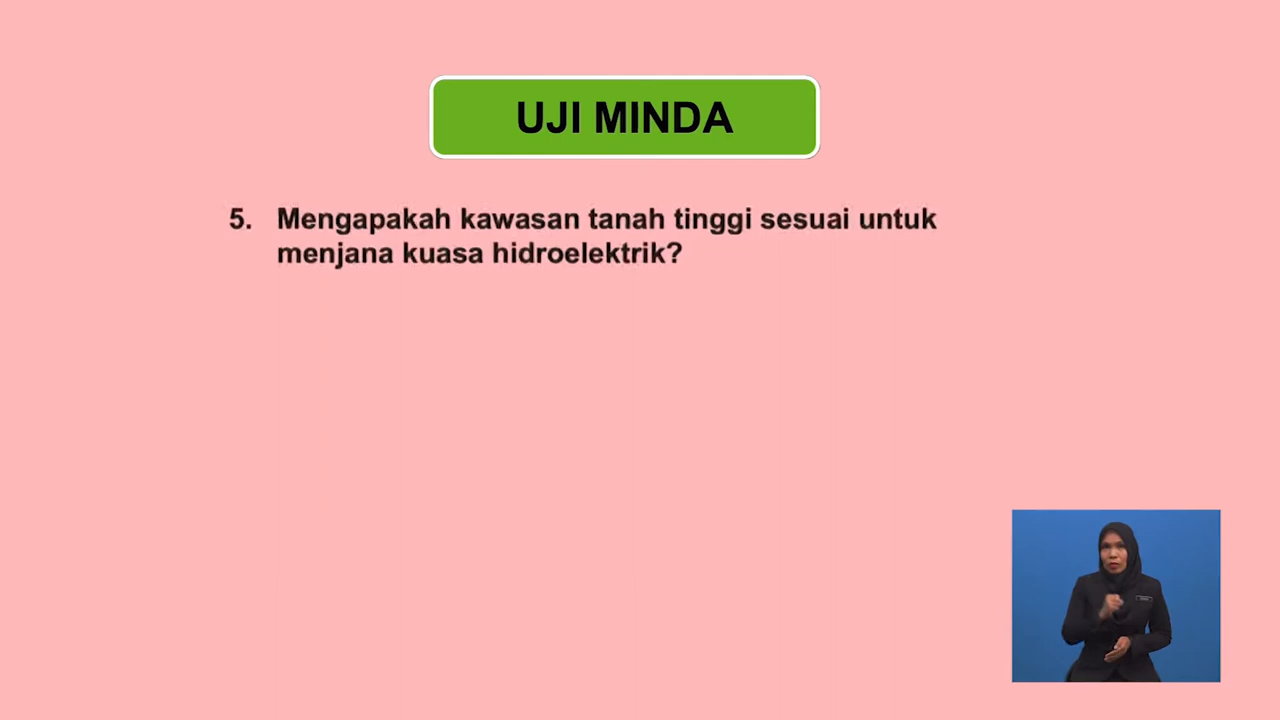 UJI MINDA
5. Mengapakah kawasan tanah tinggi sesuai untuk
menjana kuasa hidroelektrik?